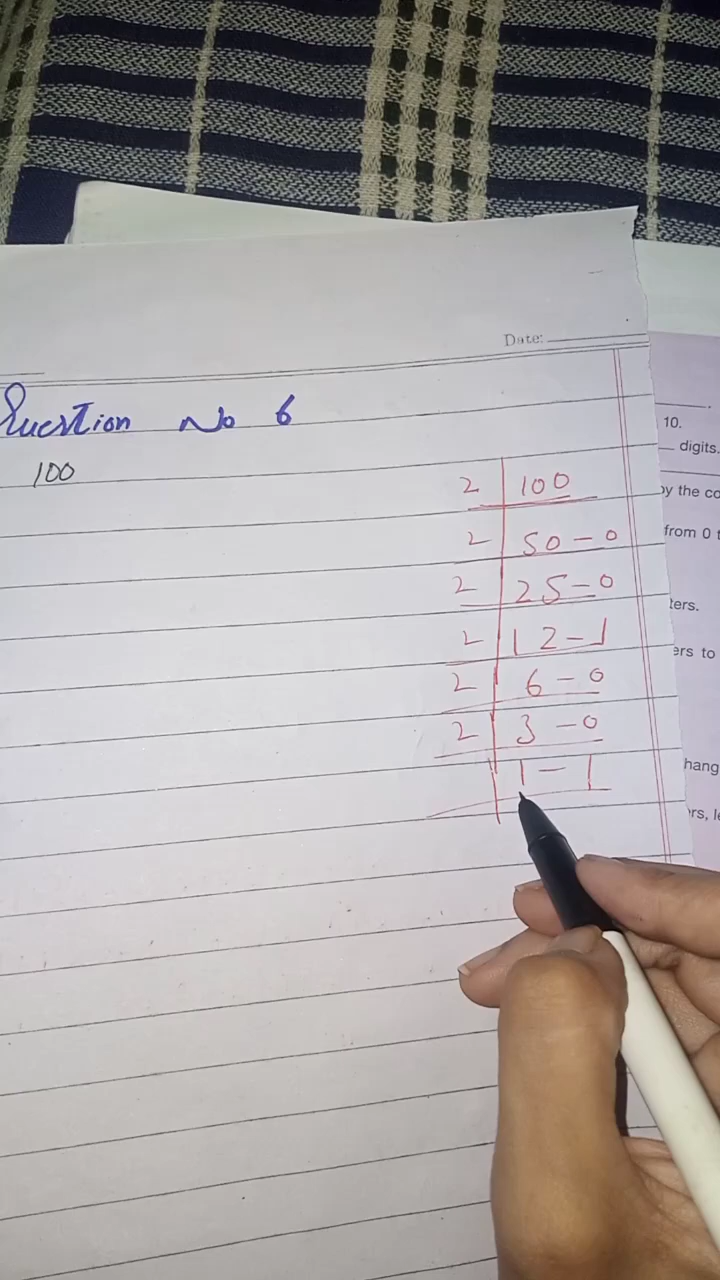 Date:
Question No 6
100
2 100
2 50 - 0
2 25 - 0
2 12 - 1
2 6 - 0
2 3 - 0
1 - 1
10.
digits.
by the co
from 0 t
ters.
ers to
hang
rs, le